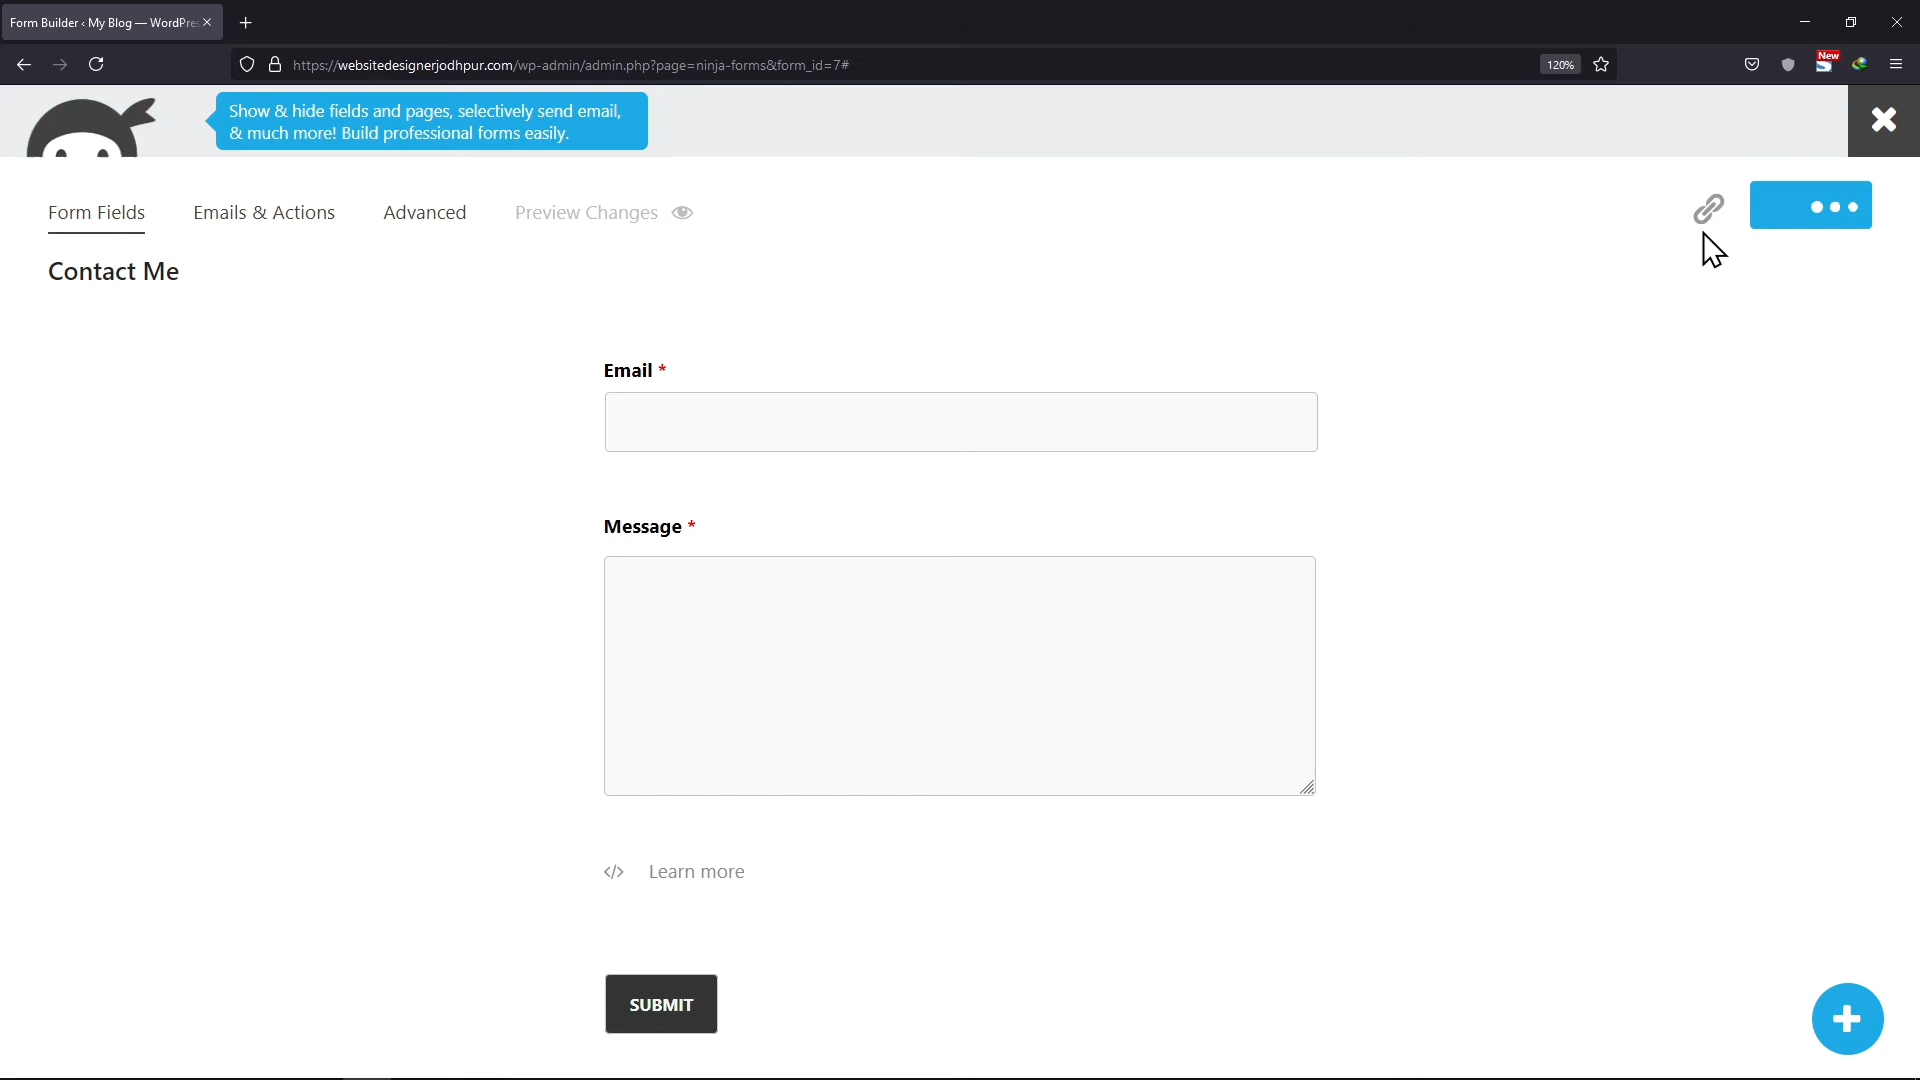 Form Builder ‹ My Blog — WordPres
https://websitedesignerjodhpur.com/wp-admin/admin.php?page=ninja-forms&form_id=7#
120%
New
Show & hide fields and pages, selectively send email,
& much more! Build professional forms easily.
Form Fields
Emails & Actions
Advanced
Preview Changes
Contact Me
Email *
Message *
</> Learn more
SUBMIT